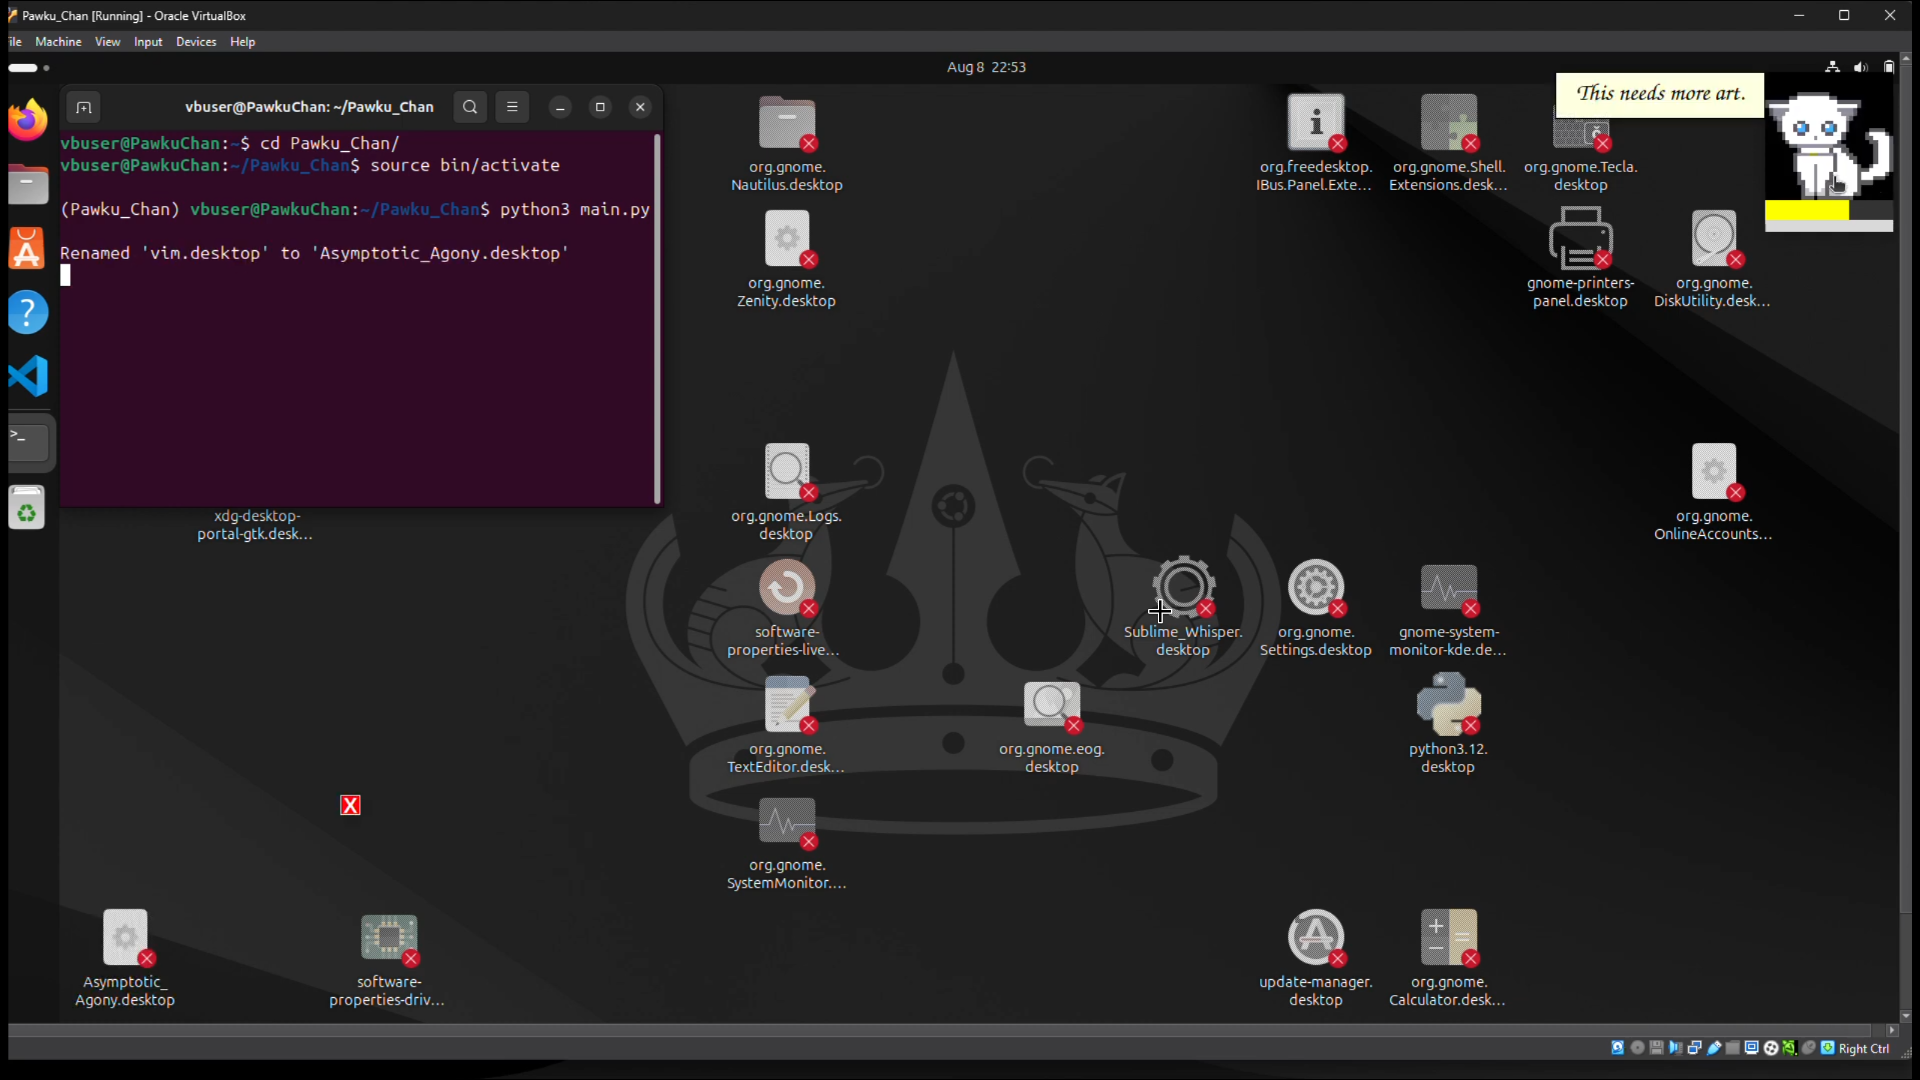 Pawku_Chan [Running] - Oracle VirtualBox
ile Machine View Input Devices Help
Aug 8 22:53
vbuser@PawkuChan: ~/Pawku_Chan
vbuser@PawkuChan:~$ cd Pawku_Chan/
vbuser@PawkuChan:~/Pawku_Chan$ source bin/activate
(Pawku_Chan) vbuser@PawkuChan:~/Pawku_Chan$ python3 main.py
Renamed 'vim.desktop' to 'Asymptotic_Agony.desktop'
This needs more art.
org.gnome.
Nautilus.desktop
org.freedesktop.
IBus.Panel.Exte...
org.gnome.Shell.
Extensions.desk...
org.gnome.Tecla.
desktop
org.gnome.
Zenity.desktop
gnome-printers-
panel.desktop
org.gnome.
DiskUtility.desk...
xdg-desktop-
portal-gtk.desk...
org.gnome.Logs.
desktop
org.gnome.
OnlineAccounts...
software-
properties-live...
Sublime_Whisper.
desktop
org.gnome.
Settings.desktop
gnome-system-
monitor-kde.de...
org.gnome.
TextEditor.desk...
org.gnome.eog.
desktop
python3.12.
desktop
X
org.gnome.
SystemMonitor....
Asymptotic_
Agony.desktop
software-
properties-driv...
update-manager.
desktop
org.gnome.
Calculator.desk...
Right Ctrl